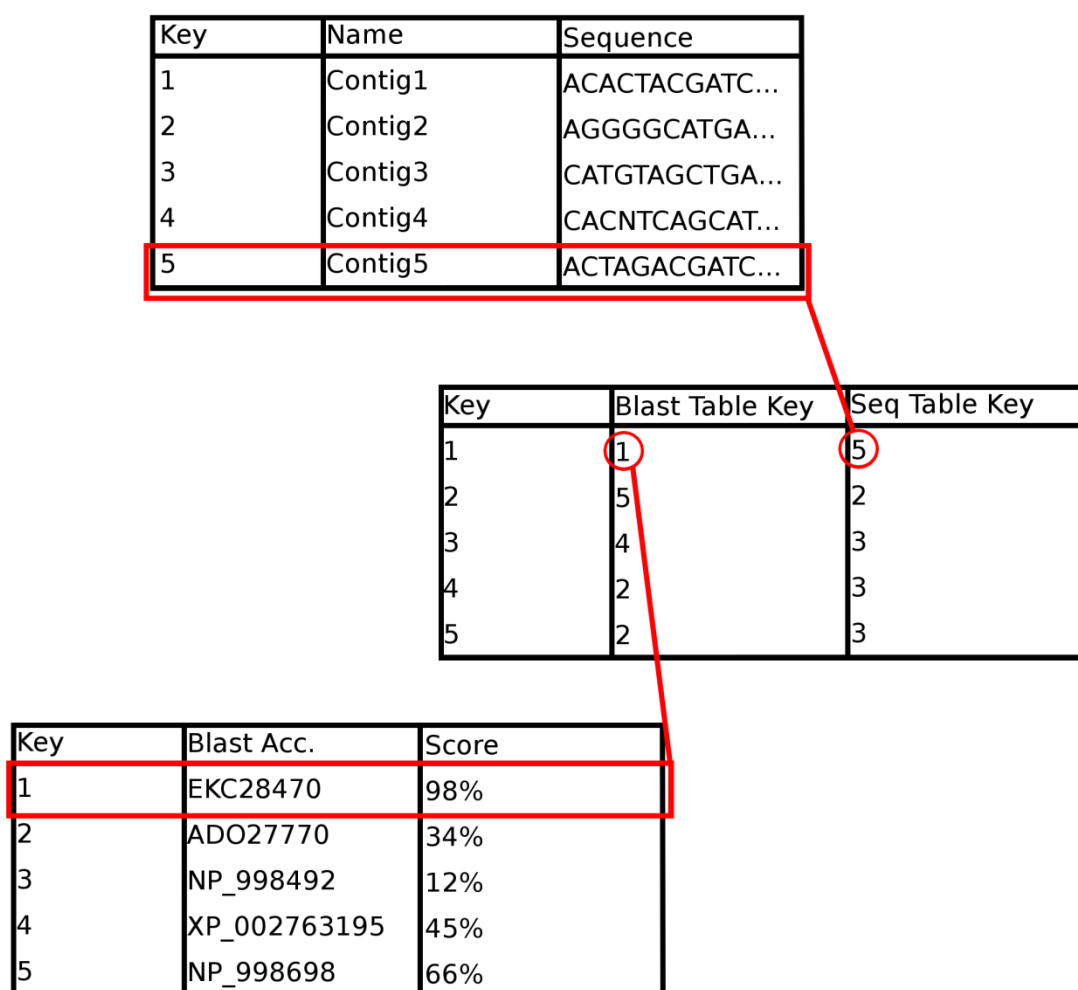 Key Name Sequence
1 Contig1 ACACTACGATC...
2 Contig2 AGGGGCATGA...
3 Contig3 CATGTAGCTGA...
4 Contig4 CACNTCAGCAT...
5 Contig5 ACTAGACGATC...
Key Blast Table Key Seq Table Key
1 1 5
2 5 2
3 4 3
4 2 3
5 2 3
Key Blast Acc. Score
1 EKC28470 98%
2 ADO27770 34%
3 NP_998492 12%
4 XP_002763195 45%
5 NP_998698 66%